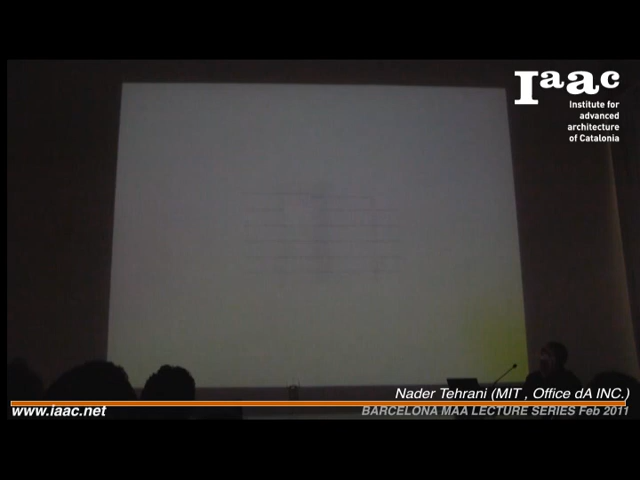 Iaac
Institute for
advanced
architecture
of Catalonia
Nader Tehrani (MIT , Office dA INC.)
www.iaac.net
BARCELONA MAA LECTURE SERIES Feb 2011